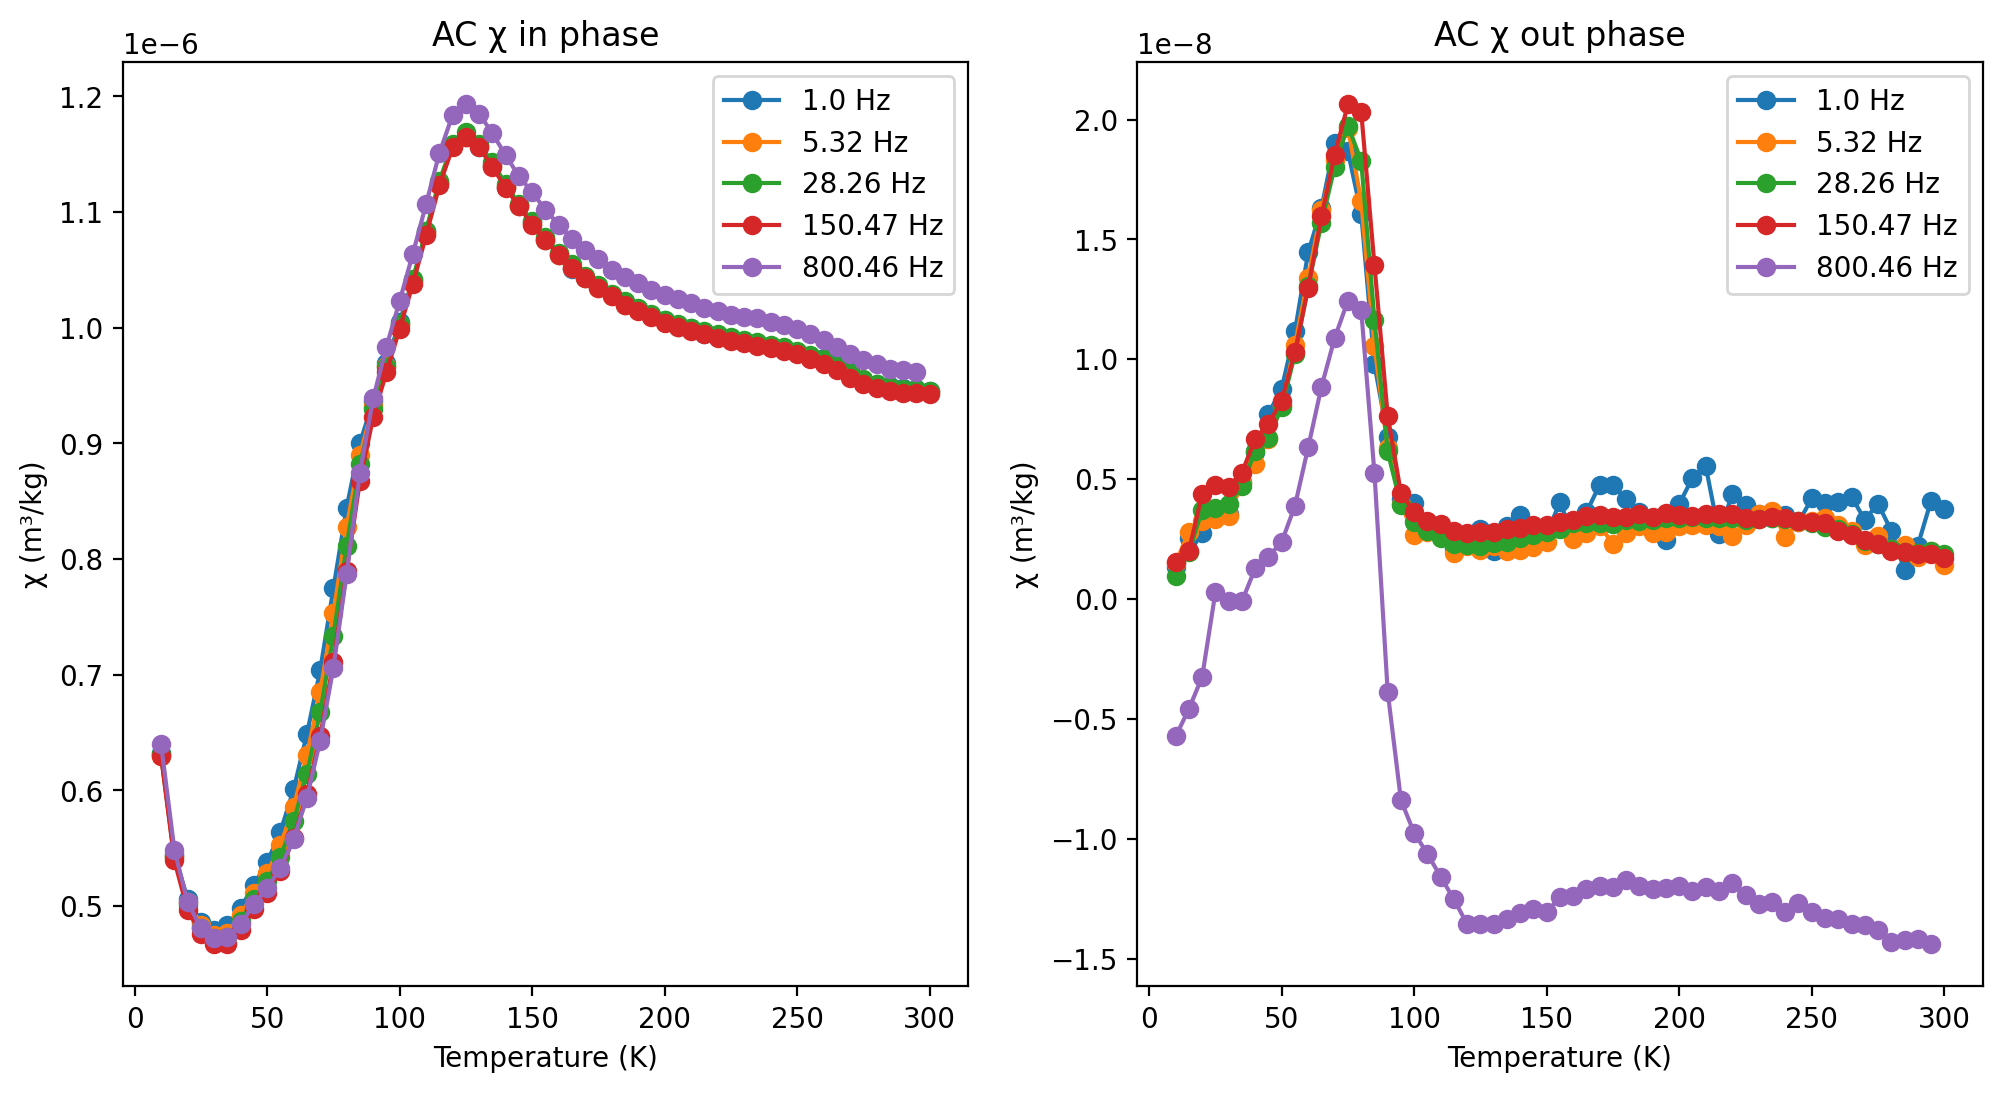 AC χ in phase
1e−6
χ (m³/kg)
1.2
1.1
1.0
0.9
0.8
0.7
0.6
0.5
0
50
100
150
200
250
300
Temperature (K)
1.0 Hz
5.32 Hz
28.26 Hz
150.47 Hz
800.46 Hz
AC χ out phase
1e−8
χ (m³/kg)
2.0
1.5
1.0
0.5
0.0
−0.5
−1.0
−1.5
0
50
100
150
200
250
300
Temperature (K)
1.0 Hz
5.32 Hz
28.26 Hz
150.47 Hz
800.46 Hz